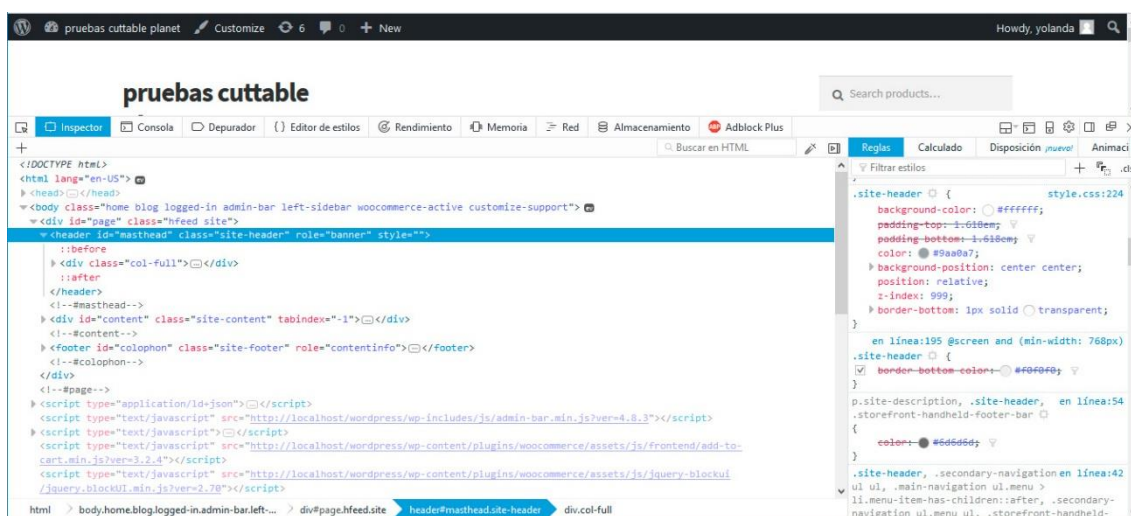 pruebas cuttable planet Customize 6 0 New Howdy, yolanda
pruebas cuttable
Search products...
Inspector Consola Depurador {} Editor de estilos Rendimiento Memoria Red Almacenamiento Adblock Plus
+ Buscar en HTML
<!DOCTYPE html>
<html lang="en-US"> ev
<head>…</head>
<body class="home blog logged-in admin-bar left-sidebar woocommerce-active customize-support"> ev
<div id="page" class="hfeed site">
<header id="masthead" class="site-header" role="banner" style="">
::before
<div class="col-full">…</div>
::after
</header>
<!--#masthead-->
<div id="content" class="site-content" tabindex="-1">…</div>
<!--#content-->
<footer id="colophon" class="site-footer" role="contentinfo">…</footer>
<!--#colophon-->
</div>
<!--#page-->
<script type="application/ld+json">…</script>
<script type="text/javascript" src="http://localhost/wordpress/wp-includes/js/admin-bar.min.js?ver=4.8.3"></script>
<script type="text/javascript">…</script>
<script type="text/javascript" src="http://localhost/wordpress/wp-content/plugins/woocommerce/assets/js/frontend/add-to-
cart.min.js?ver=3.2.4"></script>
<script type="text/javascript" src="http://localhost/wordpress/wp-content/plugins/woocommerce/assets/js/jquery-blockui
/jquery.blockUI.min.js?ver=2.70"></script>
html body.home.blog.logged-in.admin-bar.left-... div#page.hfeed.site header#masthead.site-header div.col-full
Reglas Calculado Disposición ¡nuevo! Animaci
Filtrar estilos + .cls
.site-header { style.css:224
background-color: #ffffff;
padding-top: 1.618em;
padding-bottom: 1.618em;
color: #9aa0a7;
background-position: center center;
position: relative;
z-index: 999;
border-bottom: 1px solid transparent;
}
en línea:195 @screen and (min-width: 768px)
.site-header {
border-bottom-color: #f0f0f0;
}
p.site-description, .site-header, en línea:54
.storefront-handheld-footer-bar
{
color: #6d6d6d;
}
.site-header, .secondary-navigation en línea:42
ul ul, .main-navigation ul.menu >
li.menu-item-has-children::after, .secondary-
navigation ul.menu ul, .storefront-handheld-